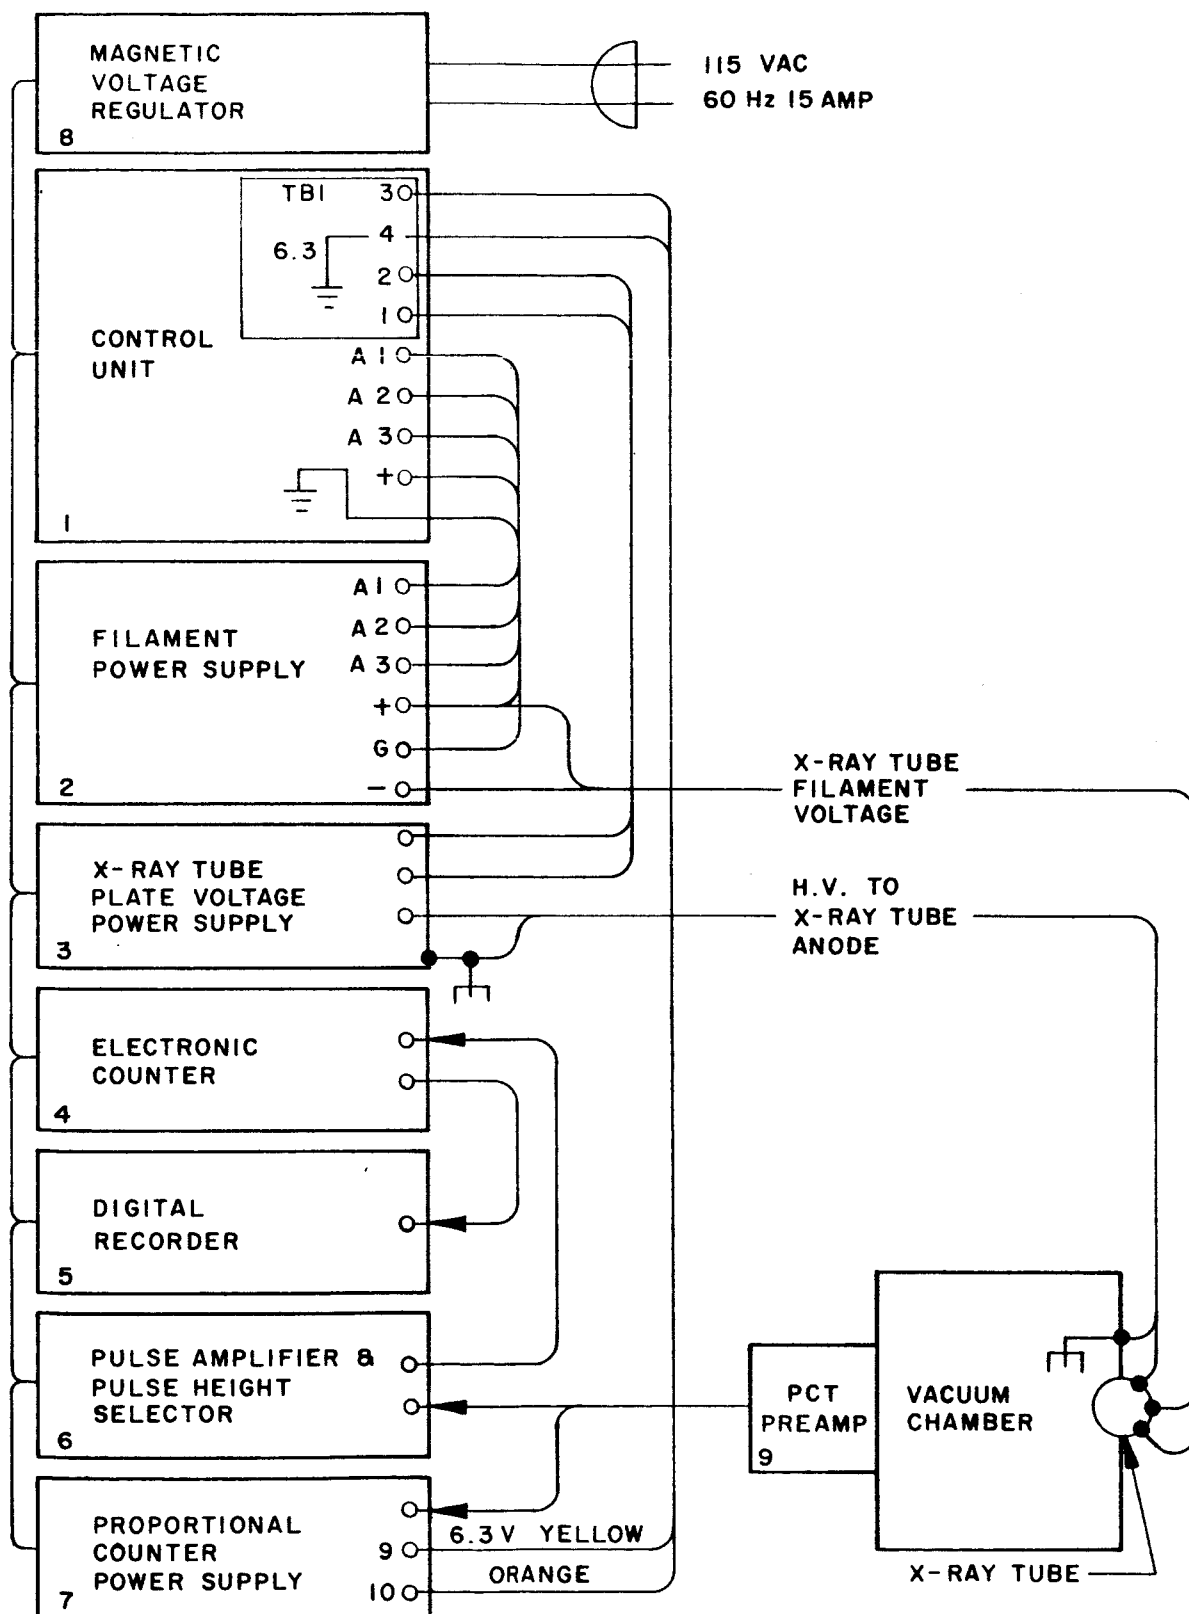 MAGNETIC
VOLTAGE
REGULATOR
8
115 VAC
60 Hz 15 AMP
TB1
3
4
6.3
2
1
CONTROL
UNIT
A 1
A 2
A 3
+
1
FILAMENT
POWER SUPPLY
A 1
A 2
A 3
+
G
-
2
X-RAY TUBE
FILAMENT
VOLTAGE
X-RAY TUBE
PLATE VOLTAGE
POWER SUPPLY
3
H.V. TO
X-RAY TUBE
ANODE
ELECTRONIC
COUNTER
4
DIGITAL
RECORDER
5
PULSE AMPLIFIER &
PULSE HEIGHT
SELECTOR
6
PCT
PREAMP
9
VACUUM
CHAMBER
X-RAY TUBE
PROPORTIONAL
COUNTER
POWER SUPPLY
7
9
10
6.3 V YELLOW
ORANGE